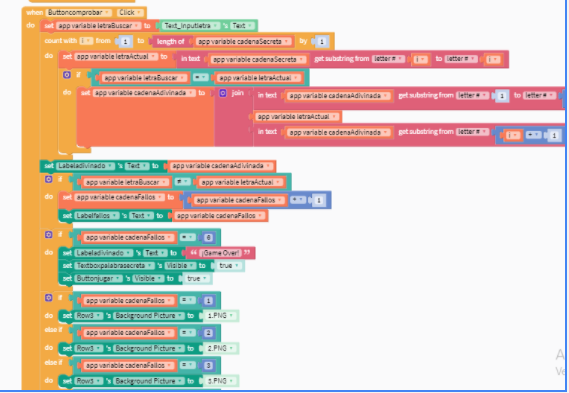 when Buttoncomprobar Click
do set app variable letraBuscar to Text_Inputletra 's Text
count with i from 1 to length of app variable cadenaSecreta by 1
do set app variable letraActual to in text app variable cadenaSecreta get substring from letter # i to letter # i
if app variable letraBuscar = app variable letraActual
do set app variable cadenaAdivinada to join in text app variable cadenaAdivinada get substring from letter # 1 to letter #
app variable letraActual
in text app variable cadenaAdivinada get substring from letter # i + 1
set Labeladivinado 's Text to app variable cadenaAdivinada
if app variable letraBuscar ≠ app variable letraActual
do set app variable cadenaFallos to app variable cadenaFallos + 1
set Labelfallos 's Text to app variable cadenaFallos
if app variable cadenaFallos = 6
do set Labeladivinado 's Text to “ ¡Game Over! ”
set Textboxpalabrasecreta 's Visible to true
set Buttonjugar 's Visible to true
if app variable cadenaFallos = 1
do set Row3 's Background Picture to 1.PNG
else if app variable cadenaFallos = 2
do set Row3 's Background Picture to 2.PNG
else if app variable cadenaFallos = 3
do set Row3 's Background Picture to 3.PNG